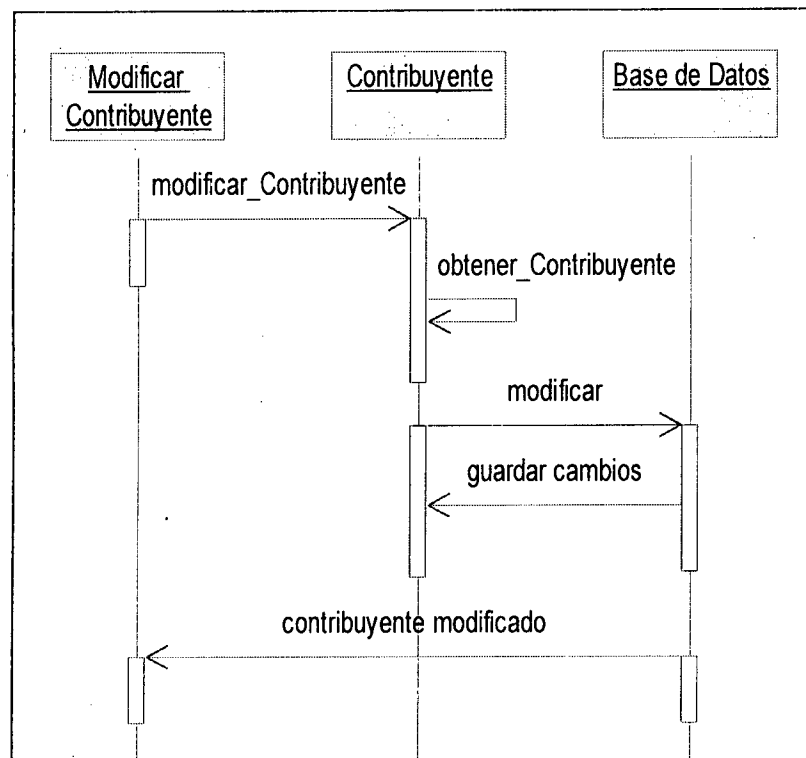 Modificar
Contribuyente
Contribuyente
Base de Datos
modificar_Contribuyente
obtener_Contribuyente
modificar
guardar cambios
contribuyente modificado